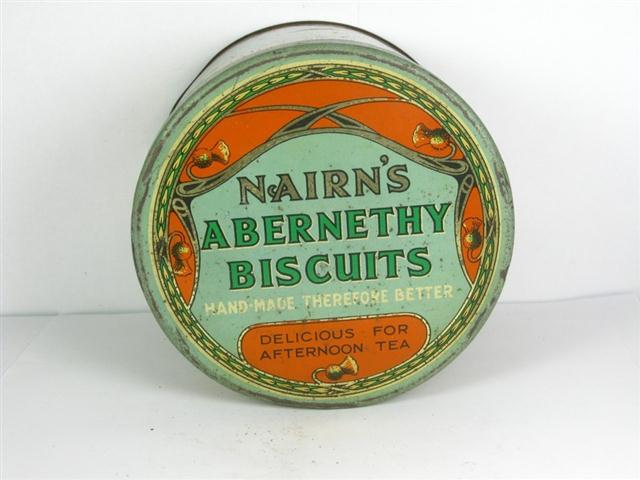 NAIRN'S
ABERNETHY
BISCUITS
HAND-MADE THEREFORE BETTER
DELICIOUS FOR
AFTERNOON TEA